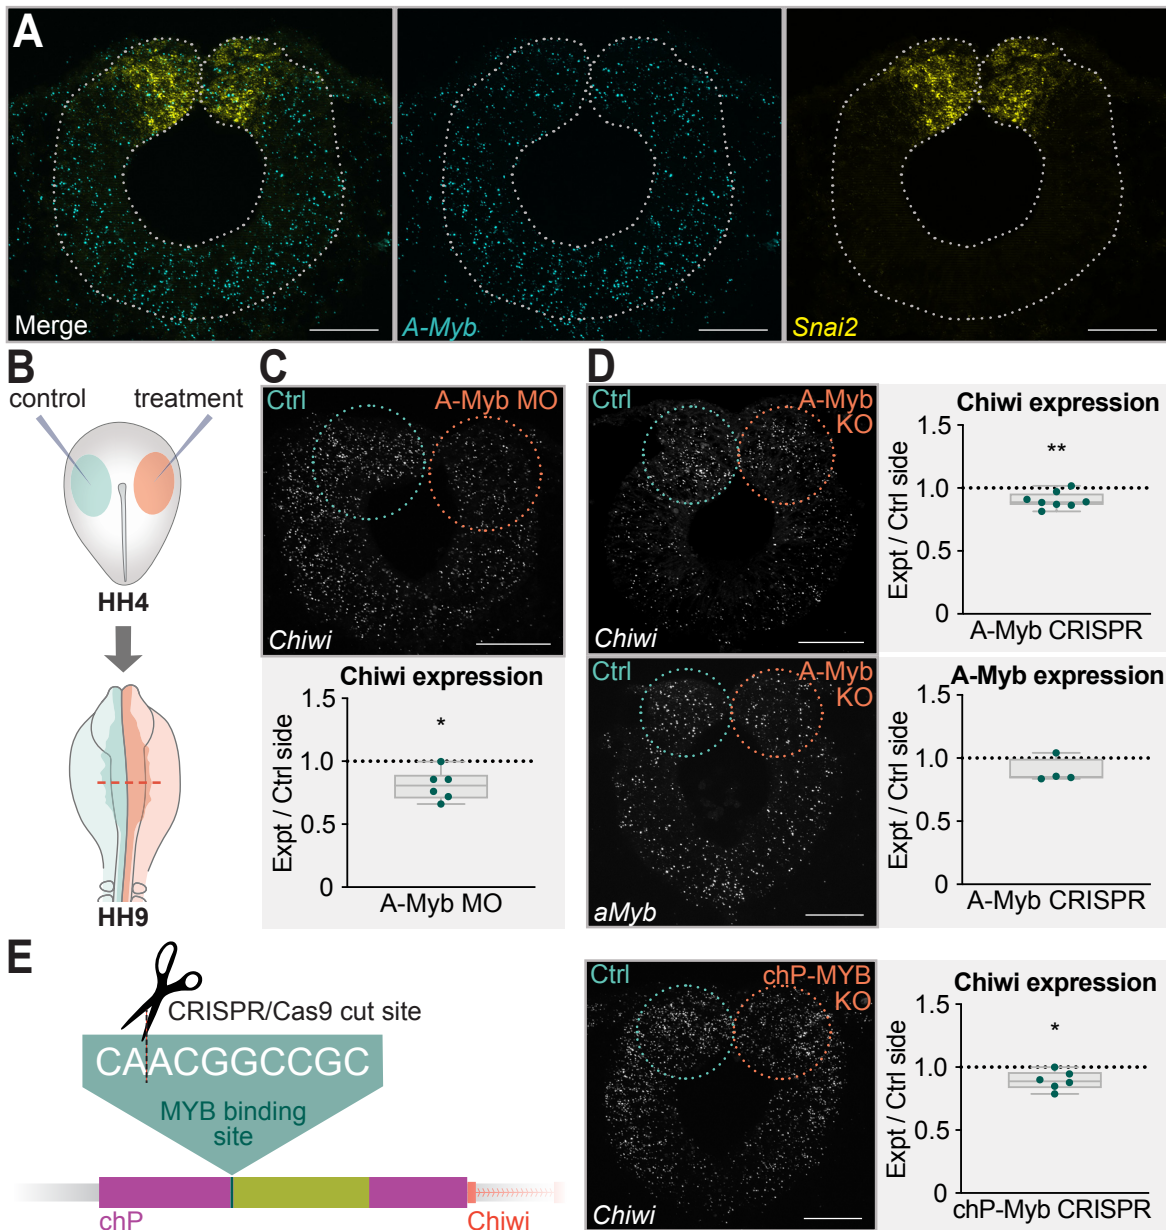 A
Merge
A-Myb
Snai2
B
control
treatment
HH4
HH9
C
Ctrl
A-Myb MO
Chiwi
Chiwi expression
Expt / Ctrl side
1.5
1.0
0.5
0
*
A-Myb MO
D
Ctrl
A-Myb
KO
Chiwi
Chiwi expression
Expt / Ctrl side
1.5
1.0
0.5
0
**
A-Myb CRISPR
Ctrl
A-Myb
KO
aMyb
A-Myb expression
Expt / Ctrl side
1.5
1.0
0.5
0
A-Myb CRISPR
E
CRISPR/Cas9 cut site
CAACGGCCGC
MYB binding
site
chP
Chiwi
Ctrl
chP-MYB
KO
Chiwi
Chiwi expression
Expt / Ctrl side
1.5
1.0
0.5
0
*
chP-Myb CRISPR